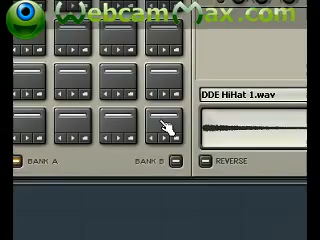 WebcamMax.com
DDE HiHat 1.wav
BANK A
BANK B
REVERSE